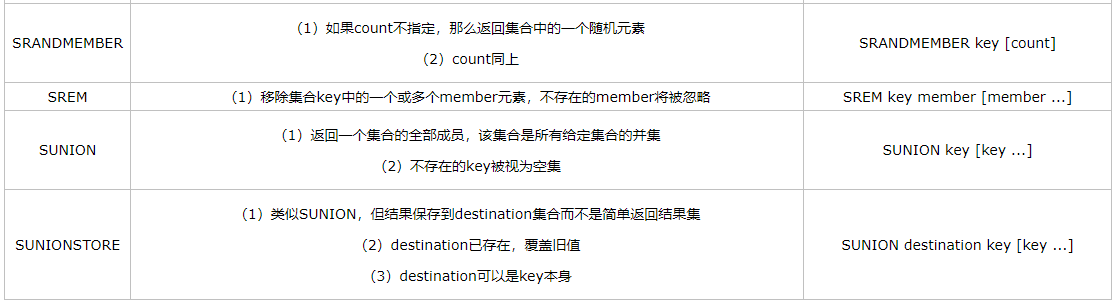 SRANDMEMBER
（1）如果count不指定，那么返回集合中的一个随机元素
（2）count同上
SRANDMEMBER key [count]
SREM
（1）移除集合key中的一个或多个member元素，不存在的member将被忽略
SREM key member [member ...]
SUNION
（1）返回一个集合的全部成员，该集合是所有给定集合的并集
（2）不存在的key被视为空集
SUNION key [key ...]
SUNIONSTORE
（1）类似SUNION，但结果保存到destination集合而不是简单返回结果集
（2）destination已存在，覆盖旧值
（3）destination可以是key本身
SUNION destination key [key ...]